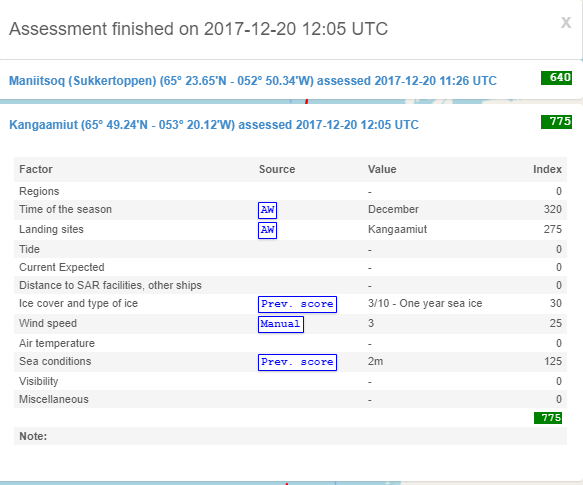 Assessment finished on 2017-12-20 12:05 UTC x
Maniitsoq (Sukkertoppen) (65° 23.65'N - 052° 50.34'W) assessed 2017-12-20 11:26 UTC 640
Kangaamiut (65° 49.24'N - 053° 20.12'W) assessed 2017-12-20 12:05 UTC 775
Factor Source Value Index
Regions - 0
Time of the season AW December 320
Landing sites AW Kangaamiut 275
Tide - 0
Current Expected - 0
Distance to SAR facilities, other ships - 0
Ice cover and type of ice Prev. score 3/10 - One year sea ice 30
Wind speed Manual 3 25
Air temperature - 0
Sea conditions Prev. score 2m 125
Visibility - 0
Miscellaneous - 0
775
Note: